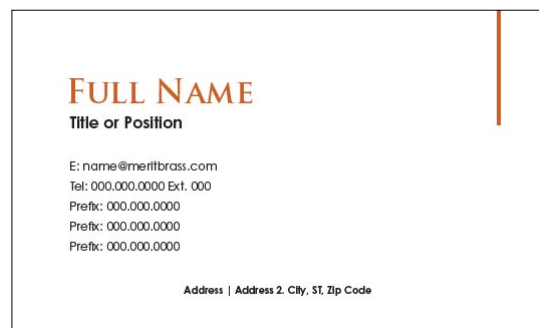 Full Name
Title or Position
E: name@meritbrass.com
Tel: 000.000.0000 Ext. 000
Prefix: 000.000.0000
Prefix: 000.000.0000
Prefix: 000.000.0000
Address | Address 2. City, ST, Zip Code